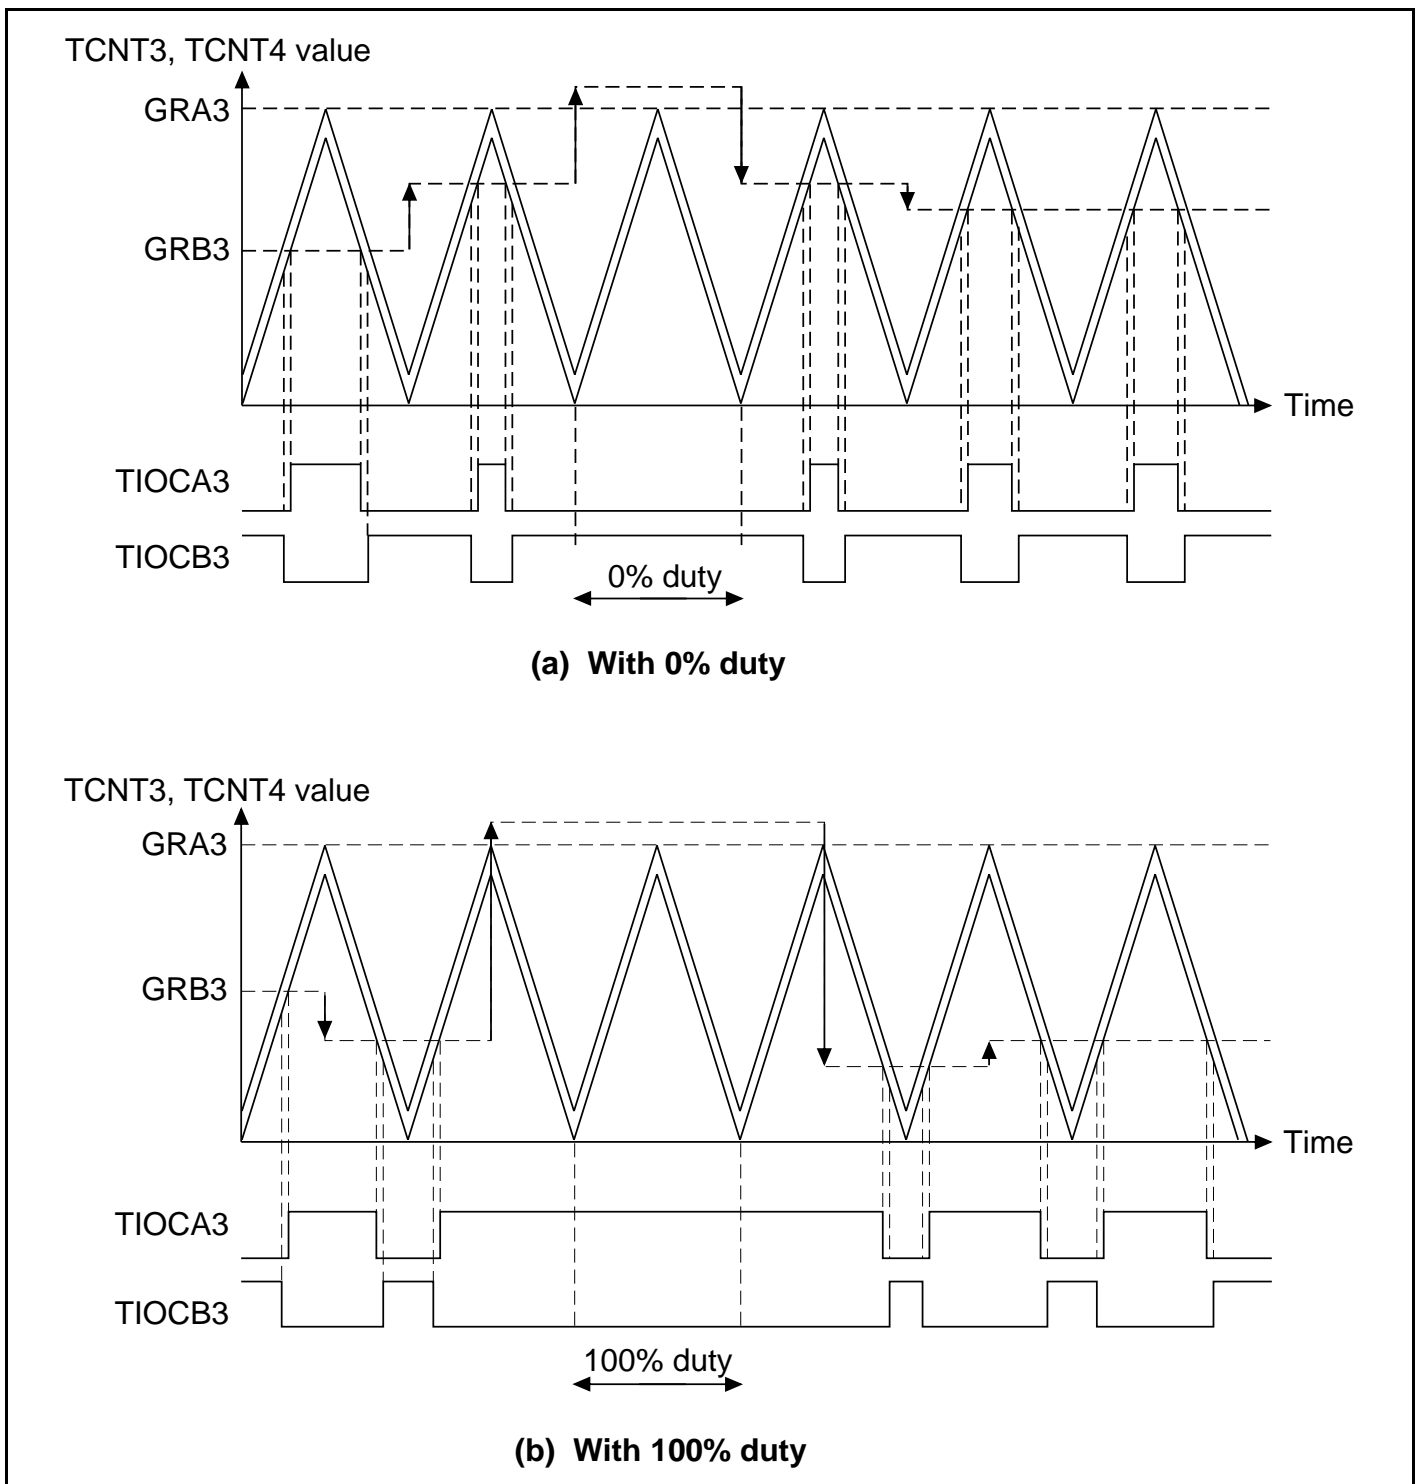 TCNT3, TCNT4 value
GRA3
GRB3
Time
TIOCA3
TIOCB3
0% duty
(a) With 0% duty
TCNT3, TCNT4 value
GRA3
GRB3
Time
TIOCA3
TIOCB3
100% duty
(b) With 100% duty